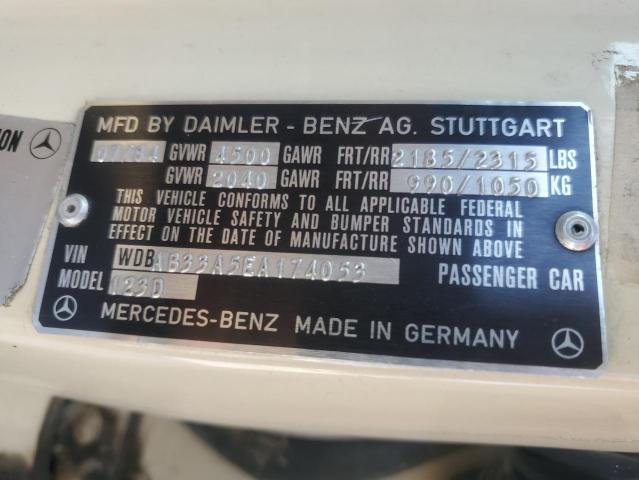 ION
MFD BY DAIMLER - BENZ AG. STUTTGART
07/84 GVWR 4500 GAWR FRT/RR 2185/2315 LBS
GVWR 2040 GAWR FRT/RR 990/1050 KG
THIS VEHICLE CONFORMS TO ALL APPLICABLE FEDERAL
MOTOR VEHICLE SAFETY AND BUMPER STANDARDS IN
EFFECT ON THE DATE OF MANUFACTURE SHOWN ABOVE
VIN WDBAB33A5EA174053
MODEL 123D PASSENGER CAR
MERCEDES-BENZ MADE IN GERMANY